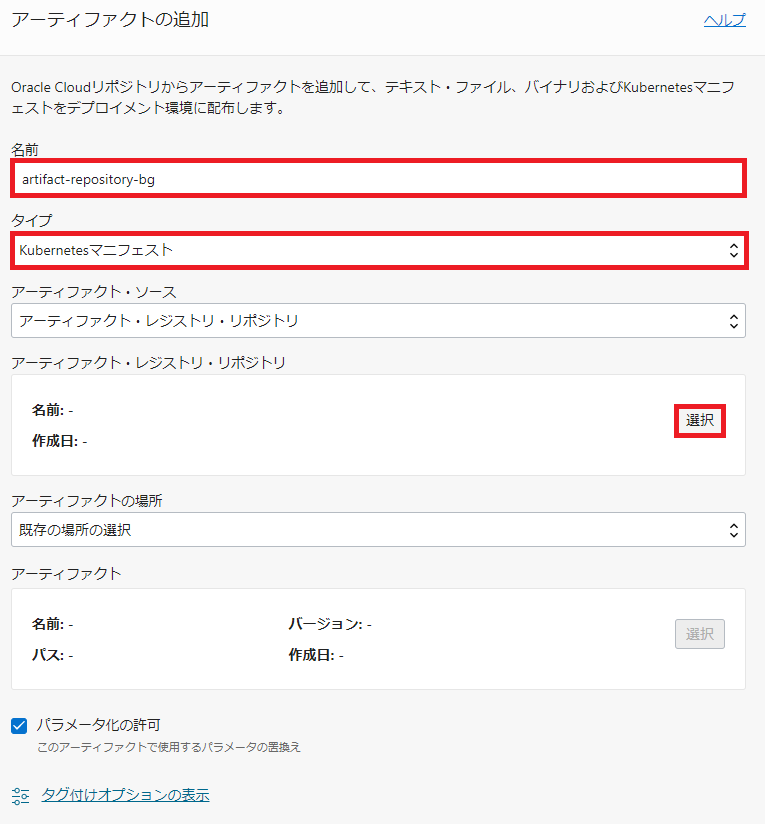 アーティファクトの追加
ヘルプ
Oracle Cloudリポジトリからアーティファクトを追加して、テキスト・ファイル、バイナリおよびKubernetesマニフ
ェストをデプロイメント環境に配布します。
名前
artifact-repository-bg
タイプ
Kubernetesマニフェスト
アーティファクト・ソース
アーティファクト・レジストリ・リポジトリ
アーティファクト・レジストリ・リポジトリ
名前: -
選択
作成日: -
アーティファクトの場所
既存の場所の選択
アーティファクト
名前: - バージョン: -
選択
パス: - 作成日: -
パラメータ化の許可
このアーティファクトで使用するパラメータの置換え
タグ付けオプションの表示